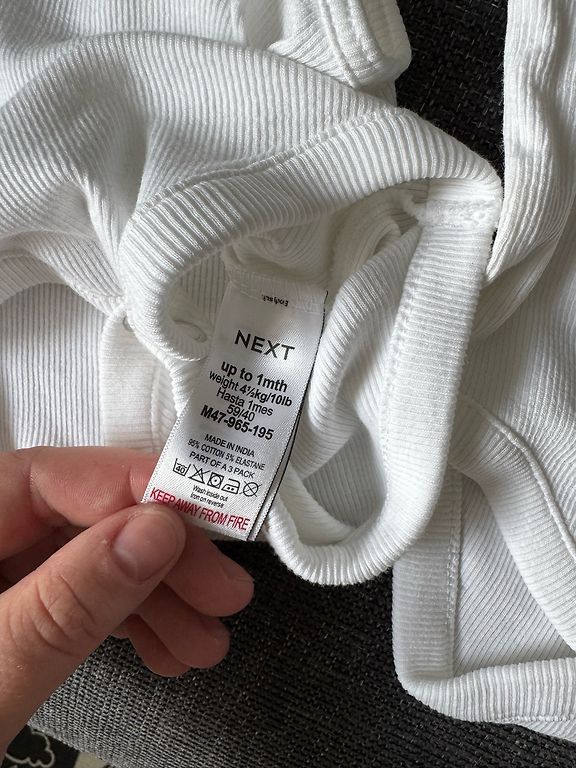 NEXT
up to 1mth
weight 4½kg/10lb
Hasta 1mes
59/40
M47-965-195
MADE IN INDIA
95% COTTON 5% ELASTANE
PART OF A 3 PACK
40
Wash inside out
Iron on reverse
KEEP AWAY FROM FIRE